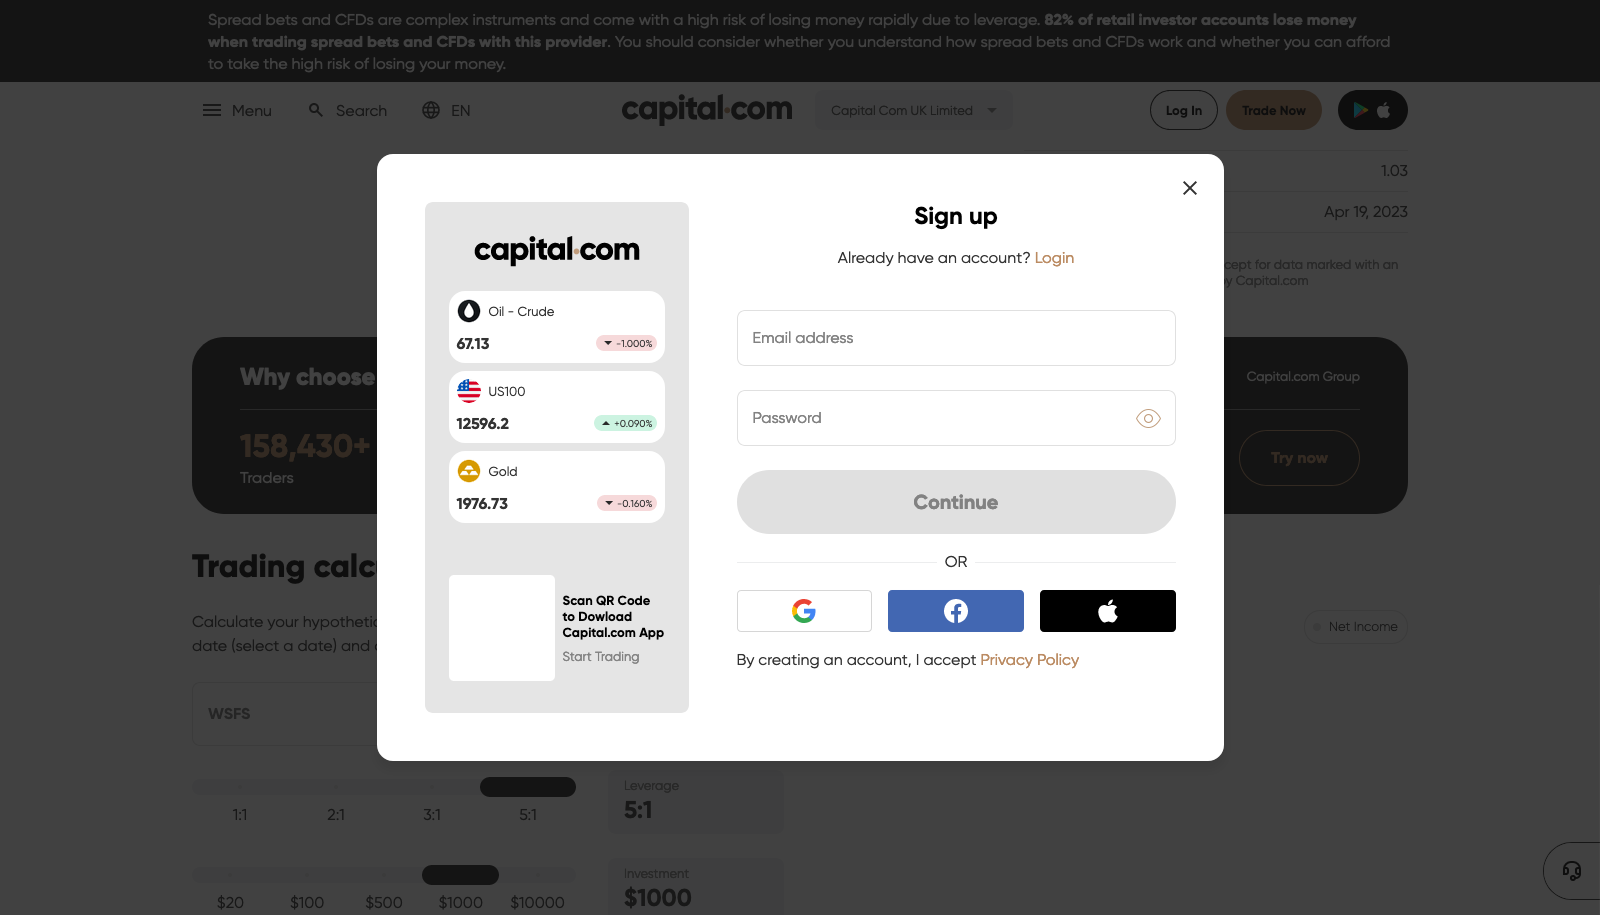 Spread bets and CFDs are complex instruments and come with a high risk of losing money rapidly due to leverage. 82% of retail investor accounts lose money
when trading spread bets and CFDs with this provider. You should consider whether you understand how spread bets and CFDs work and whether you can afford
to take the high risk of losing your money.
Menu
Search
EN
capital.com
Capital Com UK Limited
Log In
Trade Now
1.03
Apr 19, 2023
cept for data marked with an
y Capital.com
Sign up
Already have an account? Login
Email address
Password
Continue
OR
By creating an account, I accept Privacy Policy
capital.com
Oil - Crude
67.13
-1.000%
US100
12596.2
+0.090%
Gold
1976.73
-0.160%
Scan QR Code
to Dowload
Capital.com App
Start Trading
Why choose
158,430+
Traders
Capital.com Group
Try now
Trading calc
Calculate your hypothetic
date (select a date) and
Net Income
WSFS
1:1
2:1
3:1
5:1
Leverage
5:1
$20
$100
$500
$1000
$10000
Investment
$1000